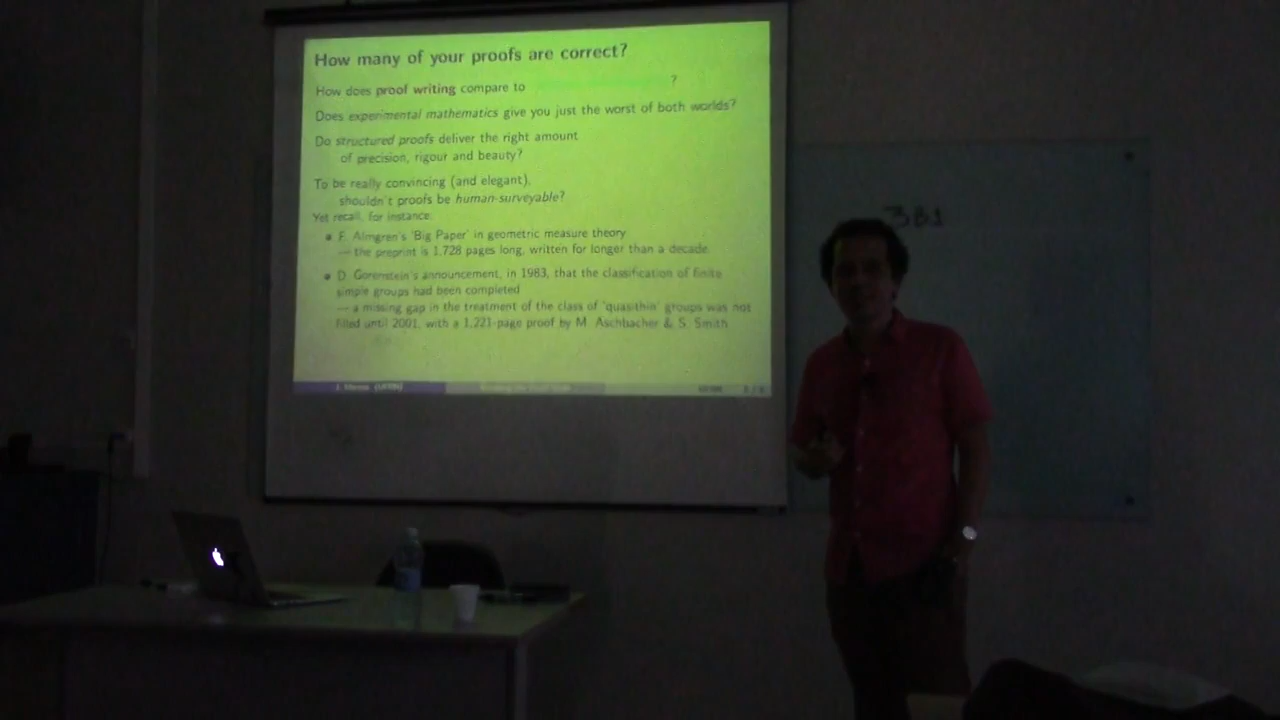 How many of your proofs are correct?
How does proof writing compare to ?
Does experimental mathematics give you just the worst of both worlds?
Do structured proofs deliver the right amount
of precision, rigour and beauty?
To be really convincing (and elegant),
shouldn't proofs be human-surveyable?
Yet recall, for instance:
F. Almgren's 'Big Paper' in geometric measure theory
— the preprint is 1,728 pages long, written for longer than a decade
D. Gorenstein's announcement, in 1983, that the classification of finite
simple groups had been completed
— a missing gap in the treatment of the class of 'quasithin' groups was not
filled until 2001, with a 1,221-page proof by M. Aschbacher & S. Smith
3B1